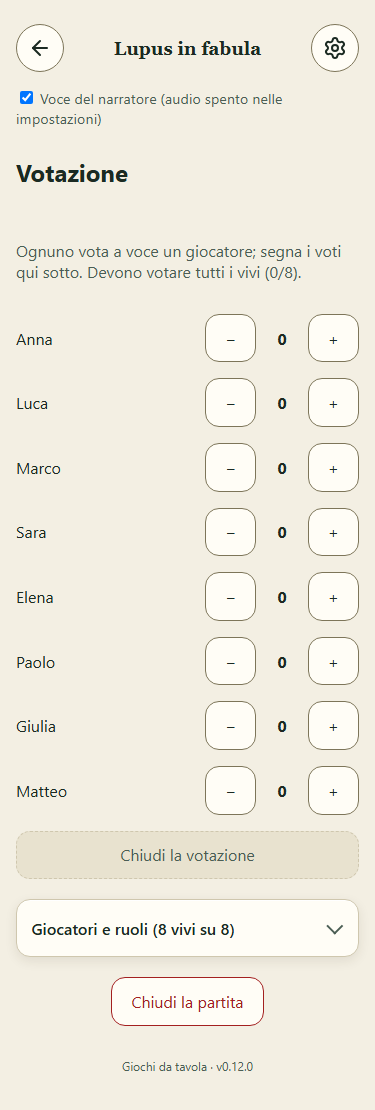 Lupus in fabula
Voce del narratore (audio spento nelle
impostazioni)
Votazione
Ognuno vota a voce un giocatore; segna i voti
qui sotto. Devono votare tutti i vivi (0/8).
Anna − 0 +
Luca − 0 +
Marco − 0 +
Sara − 0 +
Elena − 0 +
Paolo − 0 +
Giulia − 0 +
Matteo − 0 +
Chiudi la votazione
Giocatori e ruoli (8 vivi su 8)
Chiudi la partita
Giochi da tavola · v0.12.0